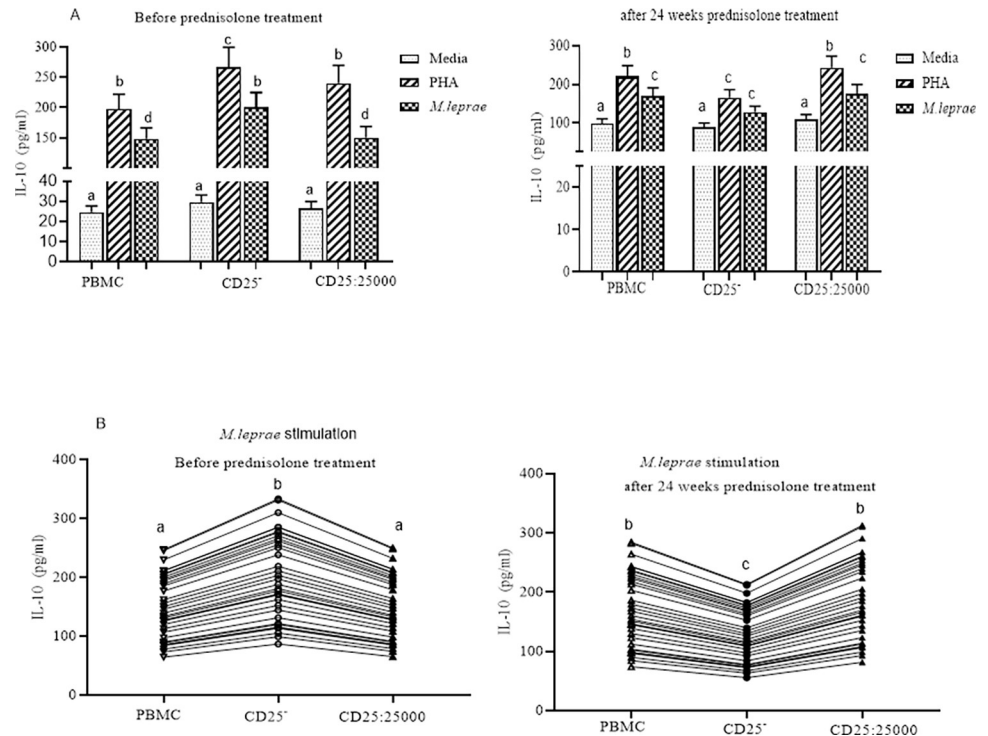 A
Before prednisolone treatment
IL-10 (pg/ml)
300
250
200
150
40
30
20
10
0
a
b
d
a
c
b
a
b
d
PBMC
CD25-
CD25:25000
Media
PHA
M.leprae
after 24 weeks prednisolone treatment
IL-10 (pg/ml)
300
200
100
20
0
a
b
c
a
c
c
a
b
c
PBMC
CD25-
CD25:25000
Media
PHA
M.leprae
B
M.leprae stimulation
Before prednisolone treatment
IL-10 (pg/ml)
400
300
200
100
0
a
b
a
PBMC
CD25-
CD25:25000
M.leprae stimulation
after 24 weeks prednisolone treatment
IL-10 (pg/ml)
400
300
200
100
0
b
c
b
PBMC
CD25-
CD25:25000